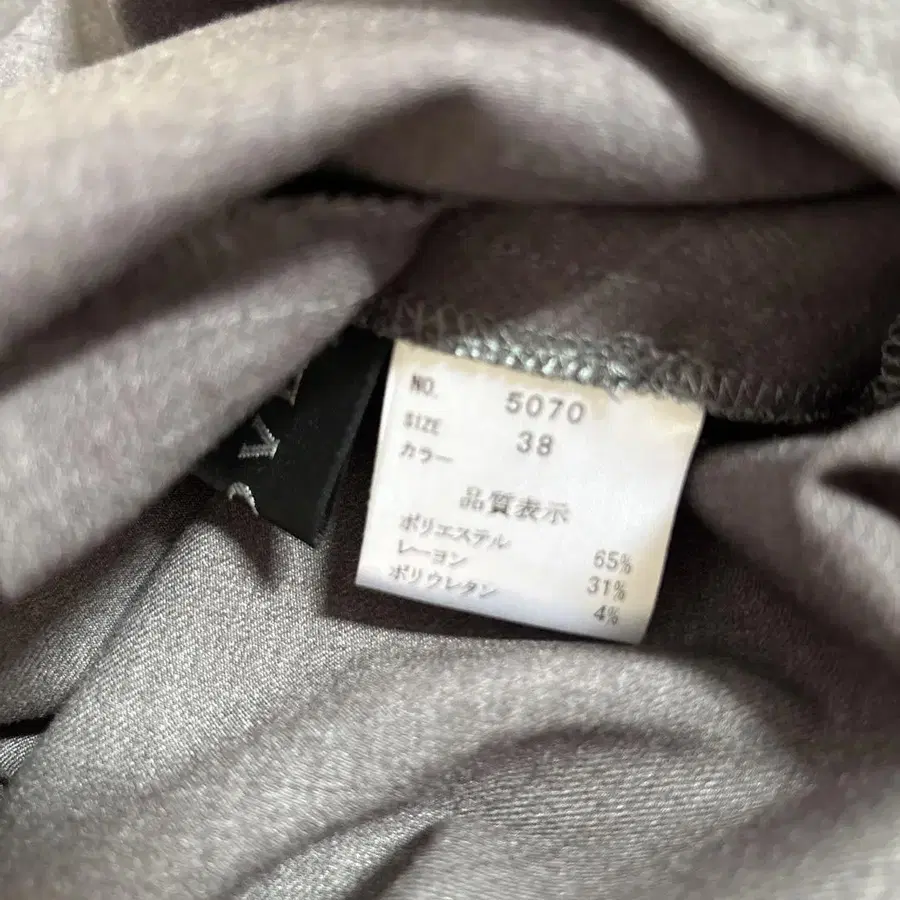 NO. 5070
SIZE 38
カラー
品質表示
ポリエステル 65%
レーヨン 31%
ポリウレタン 4%